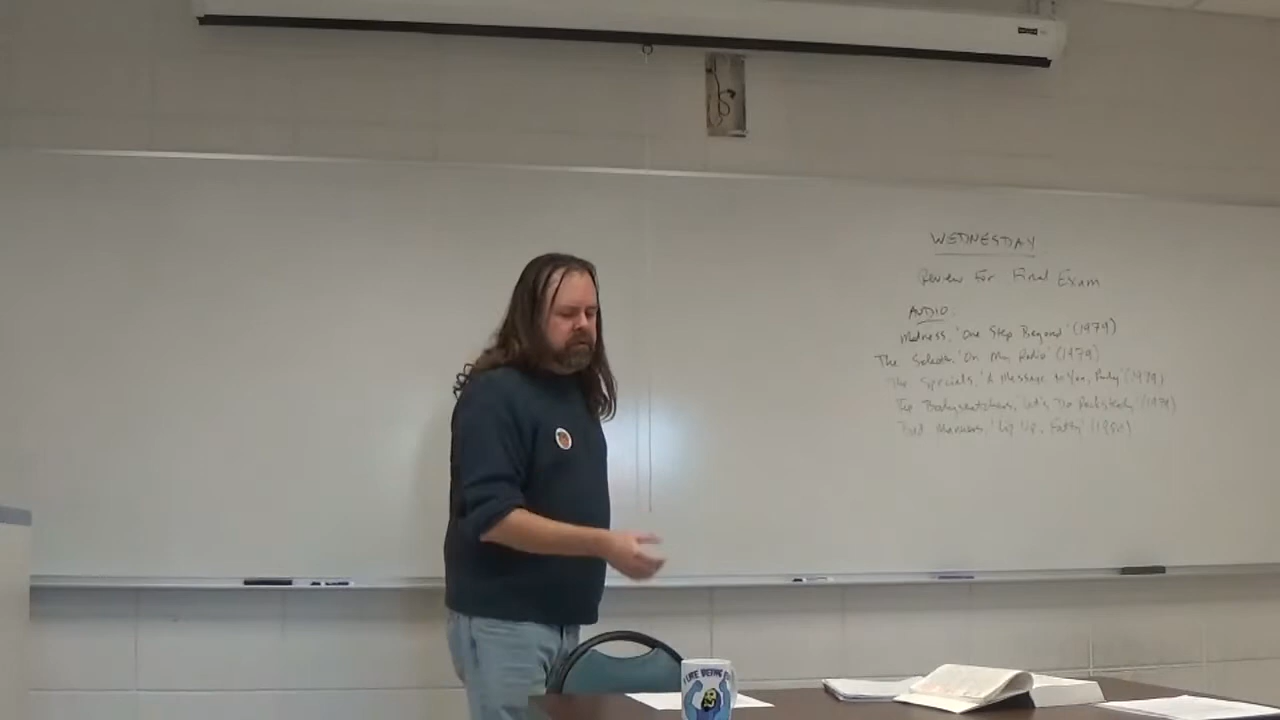 WEDNESDAY
Review For Final Exam
AUDIO:
Madness, 'One Step Beyond' (1979)
The Selecter, 'On My Radio' (1979)
The Specials, 'A Message to You, Rudy' (1979)
The Bodysnatchers, 'Let's Do Rocksteady' (1979)
Bad Manners, 'Lip Up, Fatty' (1980)